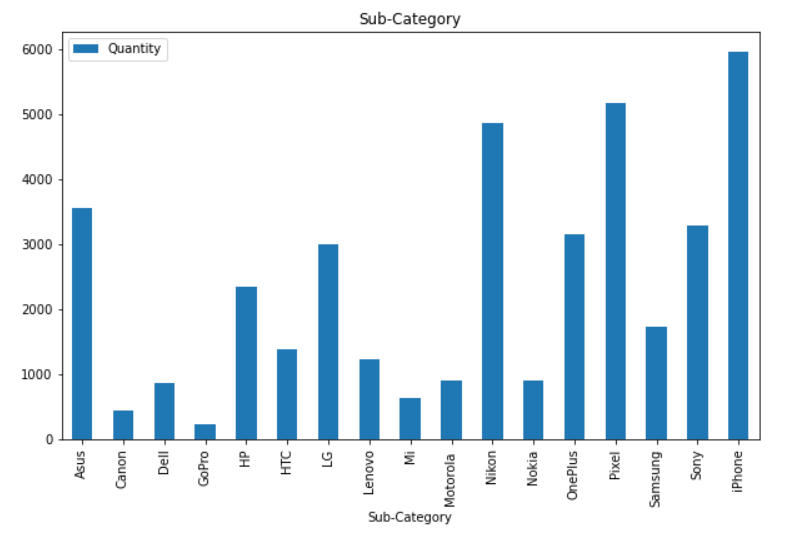 Sub-Category
Quantity
6000
5000
4000
3000
2000
1000
0
Asus
Canon
Dell
GoPro
HP
HTC
LG
Lenovo
Mi
Motorola
Nikon
Nokia
OnePlus
Pixel
Samsung
Sony
iPhone
Sub-Category